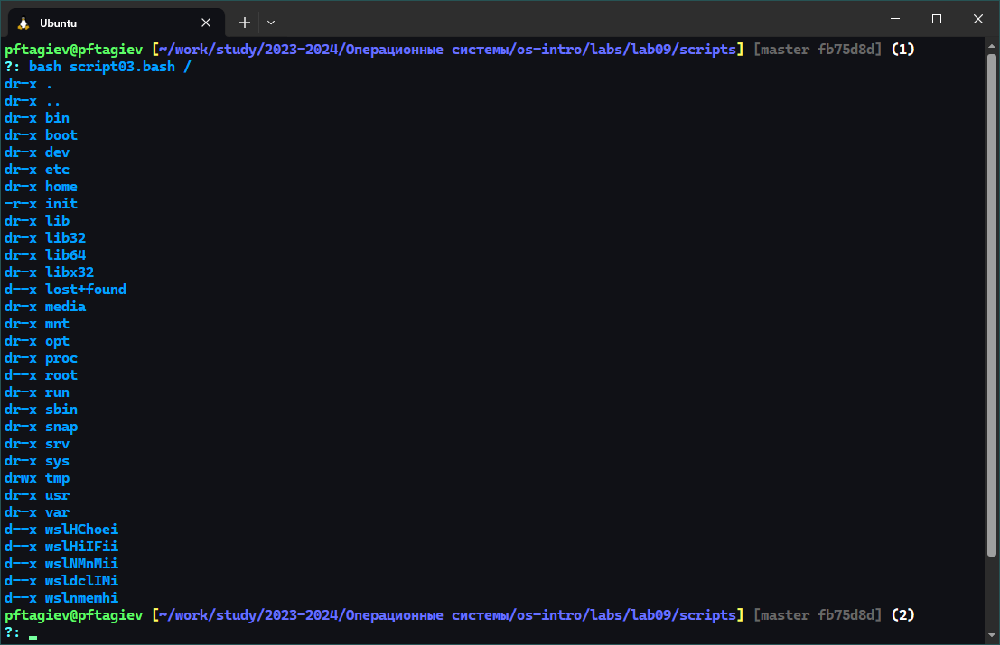 Ubuntu
pftagiev@pftagiev [~/work/study/2023-2024/Операционные системы/os-intro/labs/lab09/scripts] [master fb75d8d] (1)
?: bash script03.bash /
dr-x .
dr-x ..
dr-x bin
dr-x boot
dr-x dev
dr-x etc
dr-x home
-r-x init
dr-x lib
dr-x lib32
dr-x lib64
dr-x libx32
d--x lost+found
dr-x media
dr-x mnt
dr-x opt
dr-x proc
d--x root
dr-x run
dr-x sbin
dr-x snap
dr-x srv
dr-x sys
drwx tmp
dr-x usr
dr-x var
d--x wslHChoei
d--x wslHiIFii
d--x wslNMnMii
d--x wsldclIMi
d--x wslnmemhi
pftagiev@pftagiev [~/work/study/2023-2024/Операционные системы/os-intro/labs/lab09/scripts] [master fb75d8d] (2)
?: